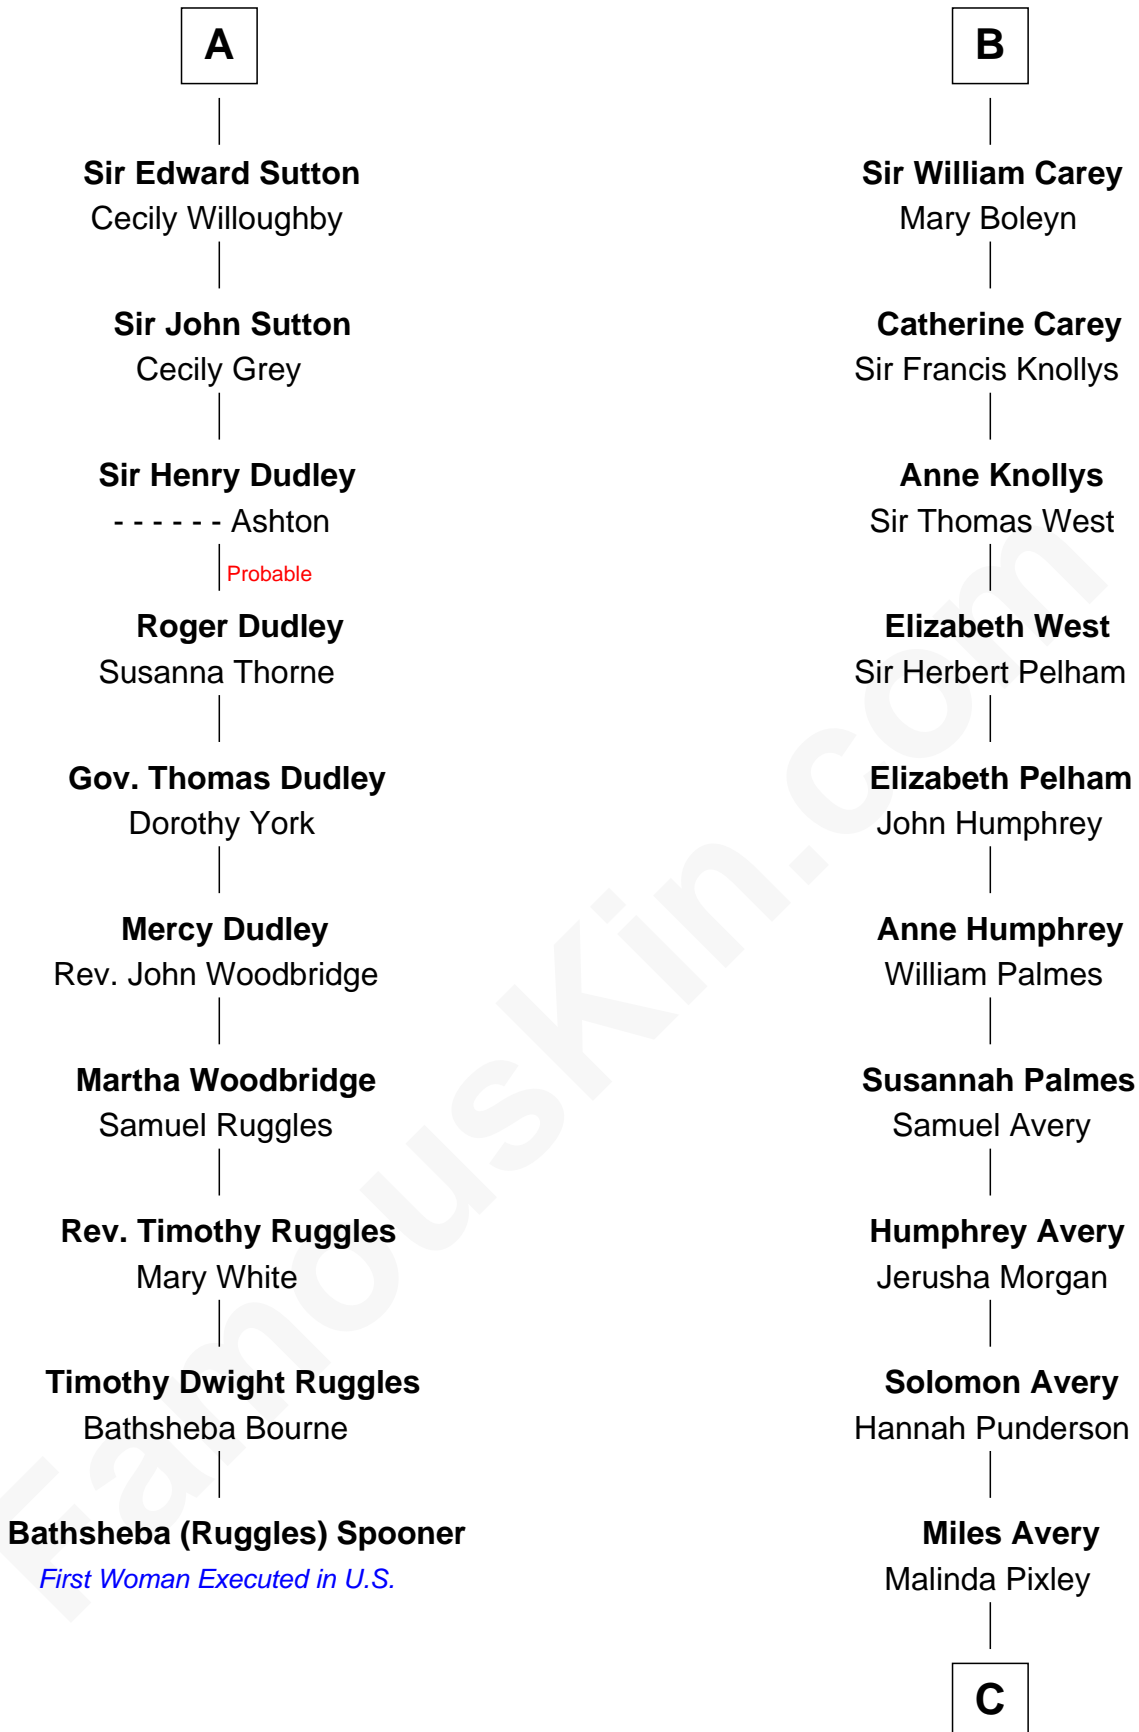 A
Sir Edward Sutton
Cecily Willoughby
Sir John Sutton
Cecily Grey
Sir Henry Dudley
- - - - - - Ashton
Probable
Roger Dudley
Susanna Thorne
Gov. Thomas Dudley
Dorothy York
Mercy Dudley
Rev. John Woodbridge
Martha Woodbridge
Samuel Ruggles
Rev. Timothy Ruggles
Mary White
Timothy Dwight Ruggles
Bathsheba Bourne
Bathsheba (Ruggles) Spooner
First Woman Executed in U.S.
B
Sir William Carey
Mary Boleyn
Catherine Carey
Sir Francis Knollys
Anne Knollys
Sir Thomas West
Elizabeth West
Sir Herbert Pelham
Elizabeth Pelham
John Humphrey
Anne Humphrey
William Palmes
Susannah Palmes
Samuel Avery
Humphrey Avery
Jerusha Morgan
Solomon Avery
Hannah Punderson
Miles Avery
Malinda Pixley
C
FamousKin.com